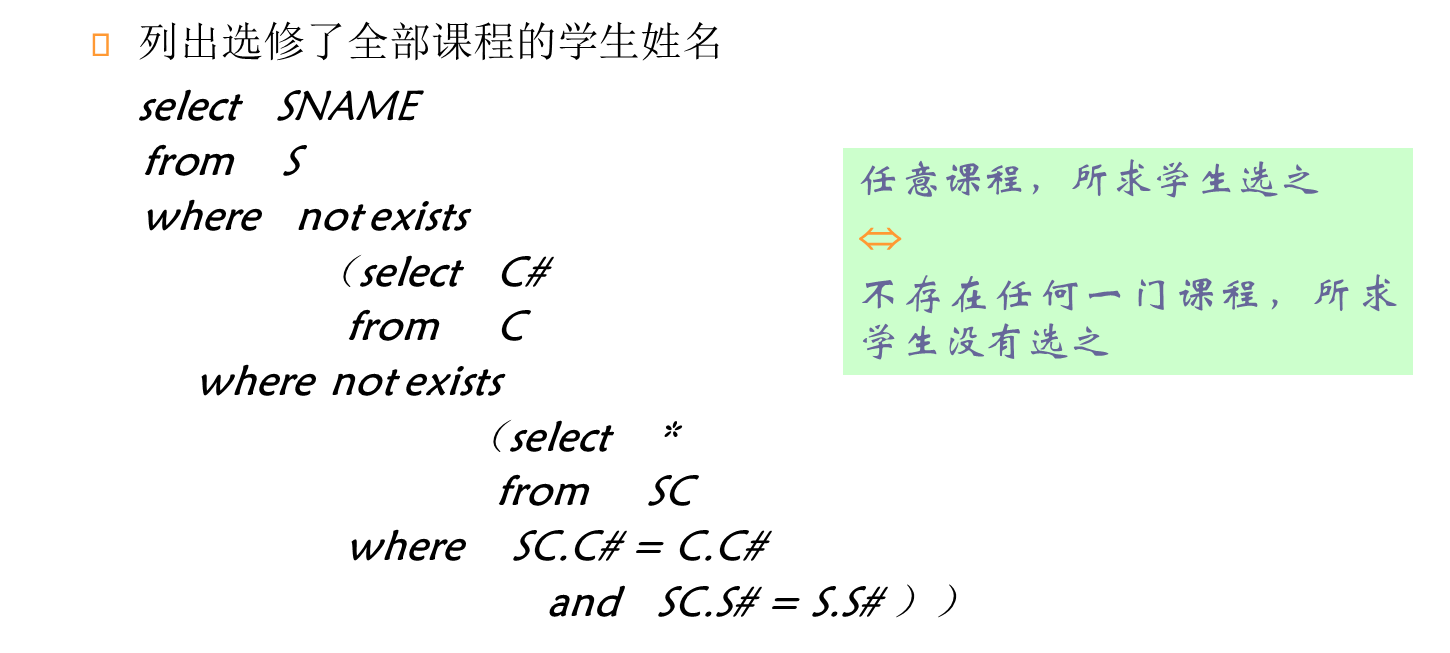 列出选修了全部课程的学生姓名
select SNAME
from S
where not exists
（select C#
from C
where not exists
（select *
from SC
where SC.C# = C.C#
and SC.S# = S.S# ））
任意课程，所求学生选之
⇔
不存在任何一门课程，所求
学生没有选之